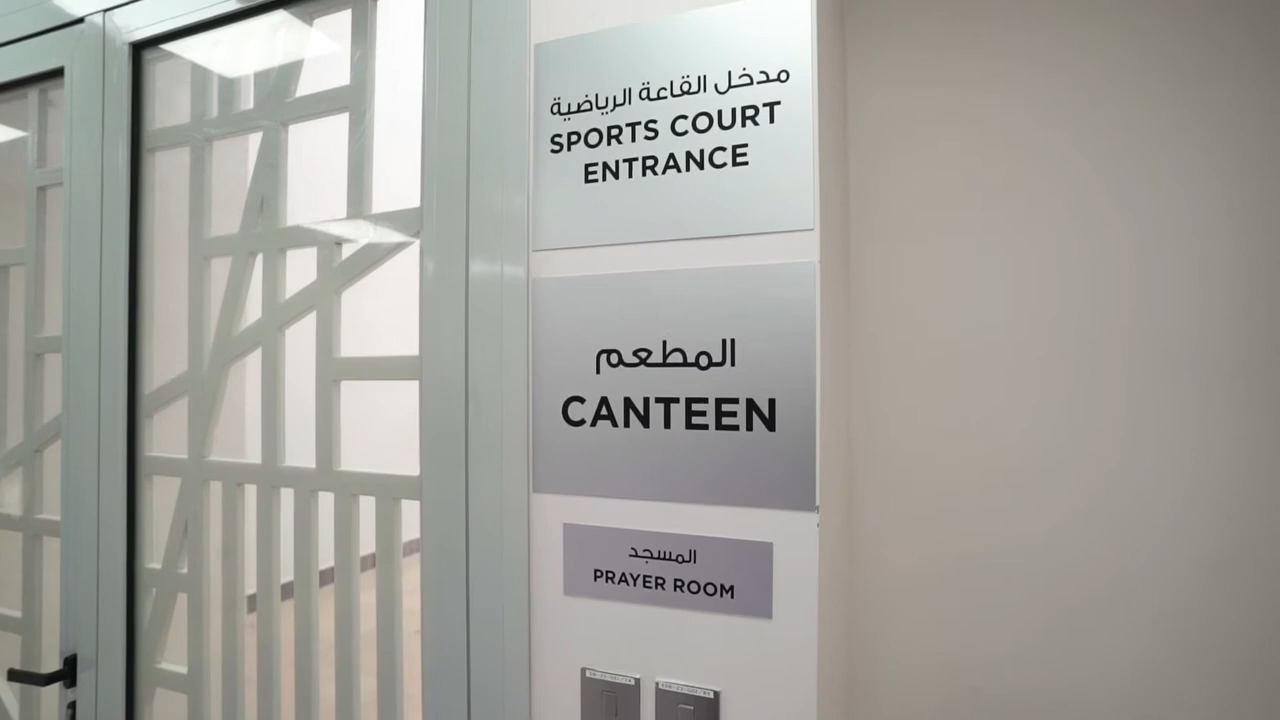 مدخل القاعة الرياضية
SPORTS COURT
ENTRANCE
المطعم
CANTEEN
المسجد
PRAYER ROOM